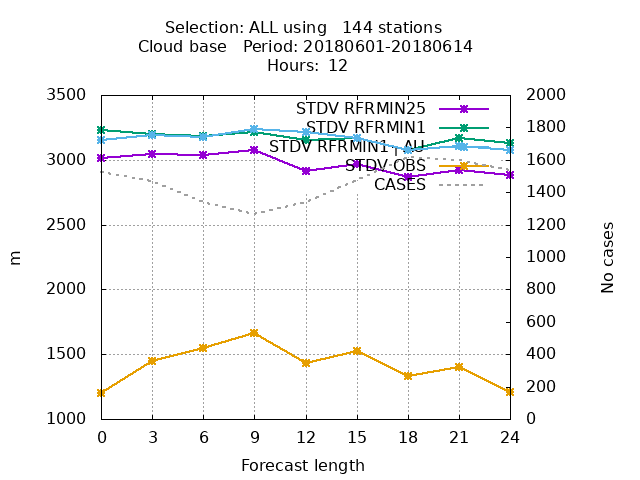 Selection: ALL using   144 stations
Cloud base   Period: 20180601-20180614
Hours:  12
3500
3000
2500
2000
1500
1000
m
2000
1800
1600
1400
1200
1000
800
600
400
200
0
No cases
STDV RFRMIN25
STDV RFRMIN1
STDV RFRMIN1
STDV OBS
CASES
0 3 6 9 12 15 18 21 24
Forecast length